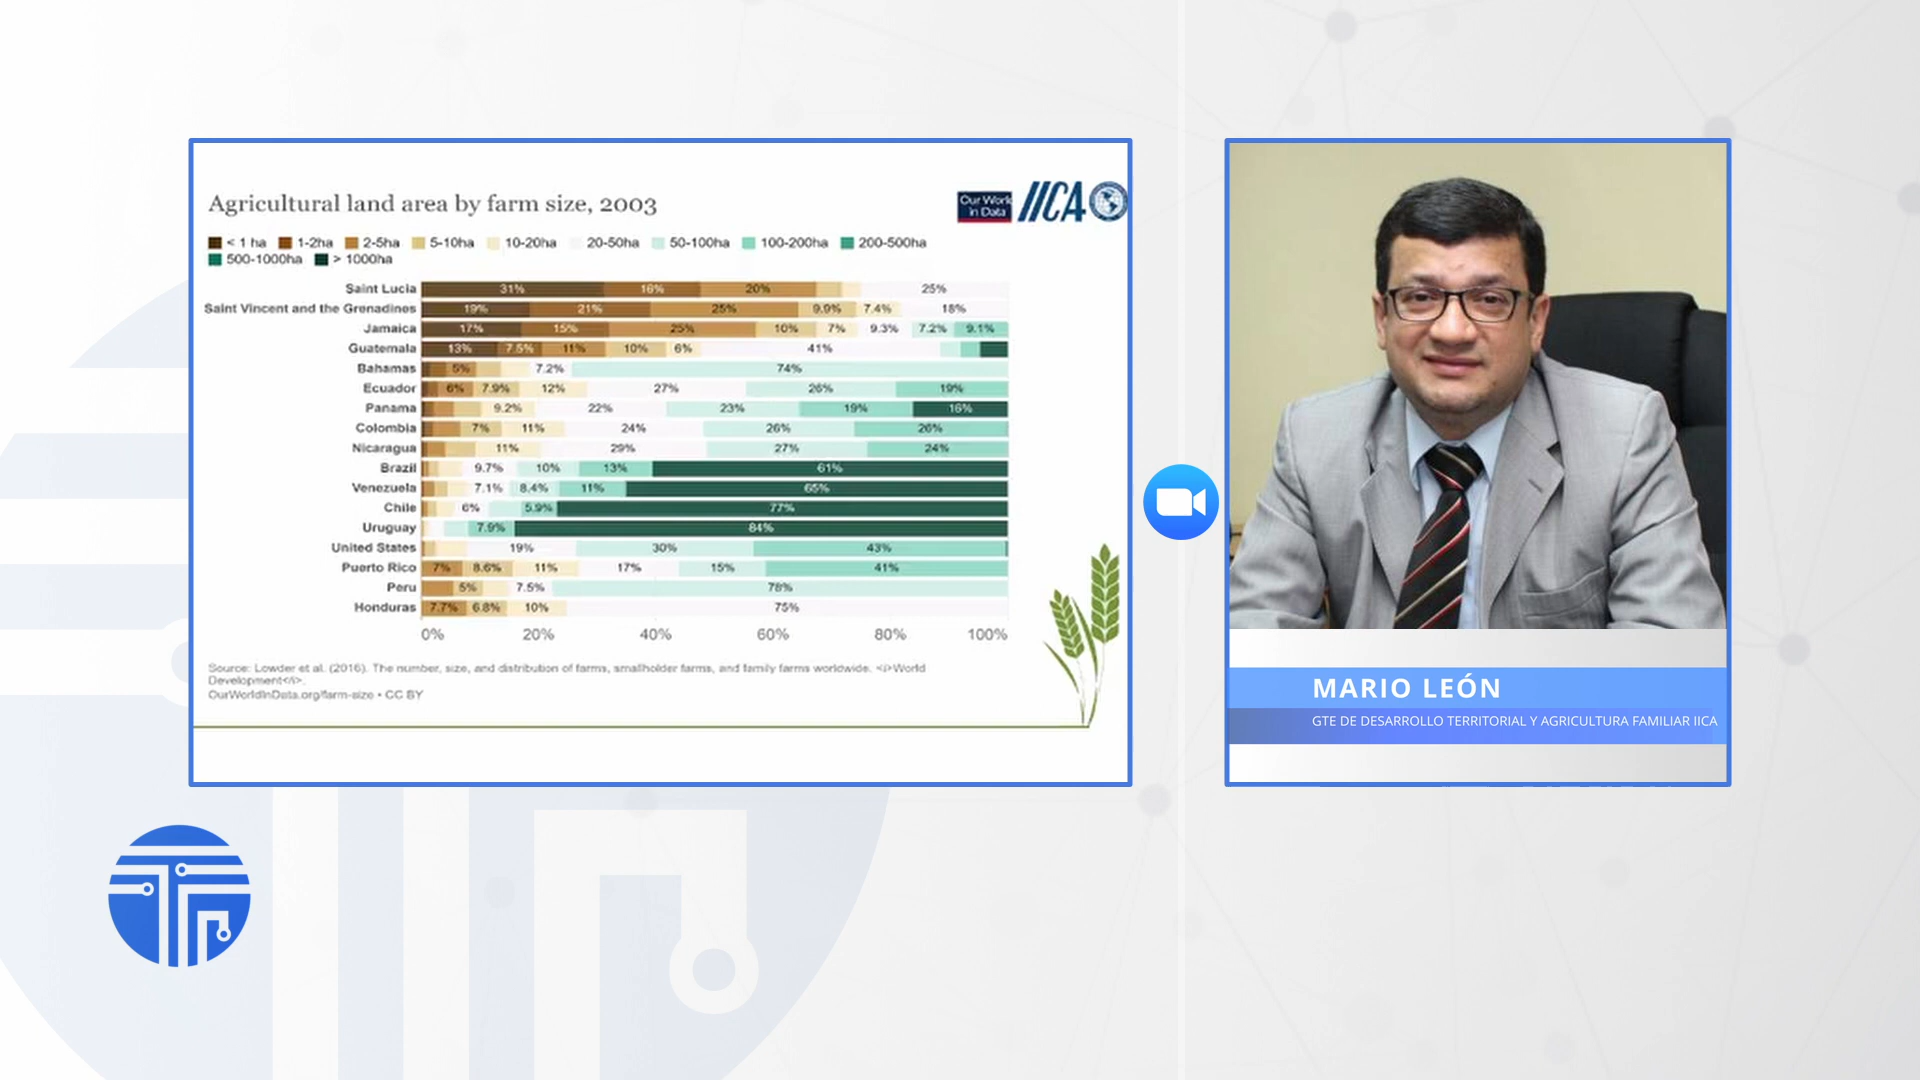 Agricultural land area by farm size, 2003
Our World in Data
IICA
< 1 ha 1-2ha 2-5ha 5-10ha 10-20ha 20-50ha 50-100ha 100-200ha 200-500ha
500-1000ha > 1000ha
Saint Lucia 31% 16% 20% 25%
Saint Vincent and the Grenadines 19% 21% 25% 9.9% 7.4% 18%
Jamaica 17% 15% 25% 10% 7% 9.3% 7.2% 9.1%
Guatemala 13% 7.5% 11% 10% 6% 41%
Bahamas 5% 7.2% 74%
Ecuador 6% 7.9% 12% 27% 26% 19%
Panama 9.2% 22% 23% 19% 16%
Colombia 7% 11% 24% 26% 26%
Nicaragua 11% 29% 27% 24%
Brazil 9.7% 10% 13% 61%
Venezuela 7.1% 8.4% 11% 65%
Chile 6% 5.9% 77%
Uruguay 7.9% 84%
United States 19% 30% 43%
Puerto Rico 7% 8.6% 11% 17% 15% 41%
Peru 5% 7.5% 78%
Honduras 7.7% 6.8% 10% 75%
0% 20% 40% 60% 80% 100%
Source: Lowder et al. (2016). The number, size, and distribution of farms, smallholder farms, and family farms worldwide. <i>World
Development</i>.
OurWorldInData.org/farm-size • CC BY
MARIO LEÓN
GTE DE DESARROLLO TERRITORIAL Y AGRICULTURA FAMILIAR IICA